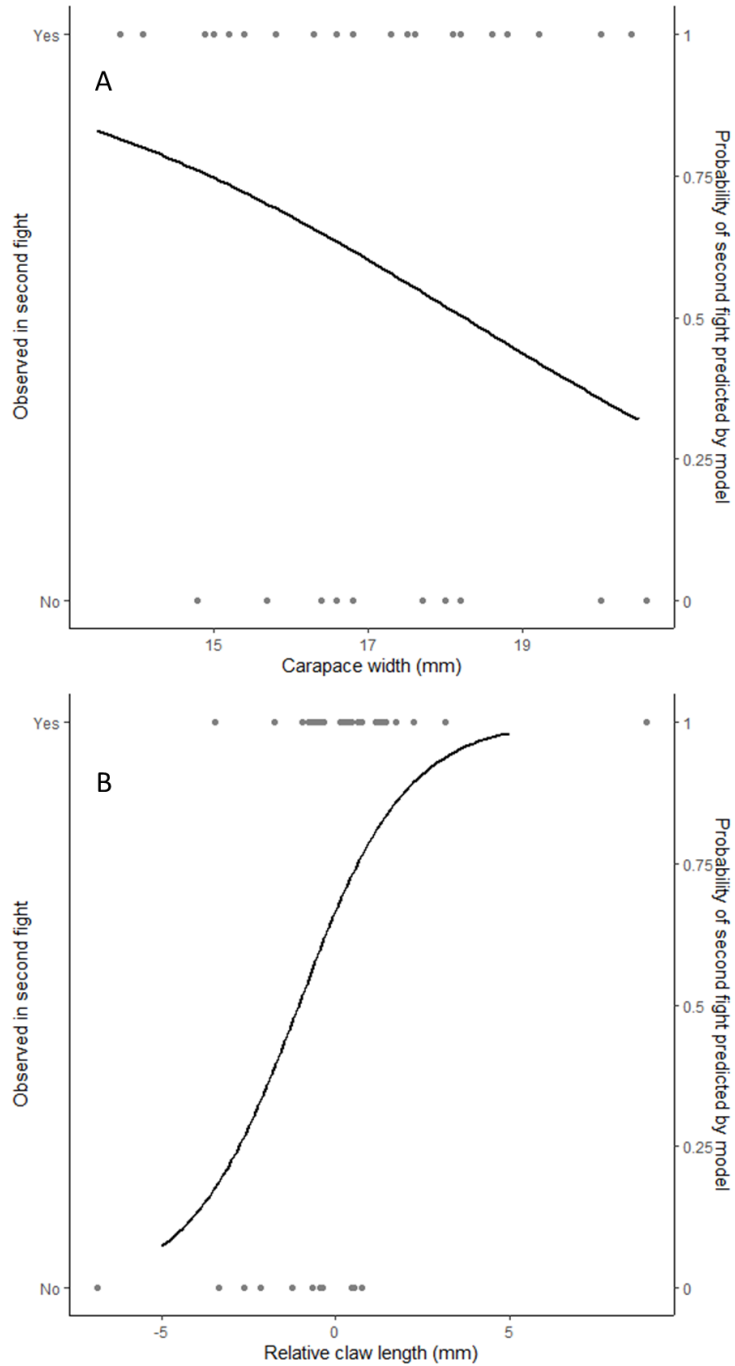 Yes
A
Observed in second fight
No
15
17
19
Carapace width (mm)
1
0.75
0.5
0.25
0
Probability of second fight predicted by model
Yes
B
Observed in second fight
No
-5
0
5
Relative claw length (mm)
1
0.75
0.5
0.25
0
Probability of second fight predicted by model